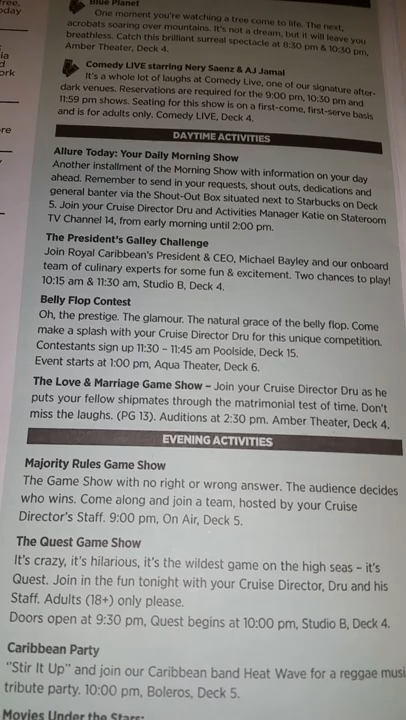 ree,
oday
ia
d
ork
re
Blue Planet
One moment you're watching a tree come to life. The next,
acrobats soaring over mountains. It's not a dream, but it will leave you
breathless. Catch this brilliant surreal spectacle at 8:30 pm & 10:30 pm,
Amber Theater, Deck 4.
Comedy LIVE starring Nery Saenz & AJ Jamal
It's a whole lot of laughs at Comedy Live, one of our signature after-
dark venues. Reservations are required for the 9:00 pm, 10:30 pm and
11:59 pm shows. Seating for this show is on a first-come, first-serve basis
and is for adults only. Comedy LIVE, Deck 4.
DAYTIME ACTIVITIES
Allure Today: Your Daily Morning Show
Another installment of the Morning Show with information on your day
ahead. Remember to send in your requests, shout outs, dedications and
general banter via the Shout-Out Box situated next to Starbucks on Deck
5. Join your Cruise Director Dru and Activities Manager Katie on Stateroom
TV Channel 14, from early morning until 2:00 pm.
The President's Galley Challenge
Join Royal Caribbean's President & CEO, Michael Bayley and our onboard
team of culinary experts for some fun & excitement. Two chances to play!
10:15 am & 11:30 am, Studio B, Deck 4.
Belly Flop Contest
Oh, the prestige. The glamour. The natural grace of the belly flop. Come
make a splash with your Cruise Director Dru for this unique competition.
Contestants sign up 11:30 – 11:45 am Poolside, Deck 15.
Event starts at 1:00 pm, Aqua Theater, Deck 6.
The Love & Marriage Game Show – Join your Cruise Director Dru as he
puts your fellow shipmates through the matrimonial test of time. Don't
miss the laughs. (PG 13). Auditions at 2:30 pm. Amber Theater, Deck 4.
EVENING ACTIVITIES
Majority Rules Game Show
The Game Show with no right or wrong answer. The audience decides
who wins. Come along and join a team, hosted by your Cruise
Director's Staff. 9:00 pm, On Air, Deck 5.
The Quest Game Show
It's crazy, it's hilarious, it's the wildest game on the high seas – it's
Quest. Join in the fun tonight with your Cruise Director, Dru and his
Staff. Adults (18+) only please.
Doors open at 9:30 pm, Quest begins at 10:00 pm, Studio B, Deck 4.
Caribbean Party
"Stir It Up" and join our Caribbean band Heat Wave for a reggae musi
tribute party. 10:00 pm, Boleros, Deck 5.
Movies Under the Stars: